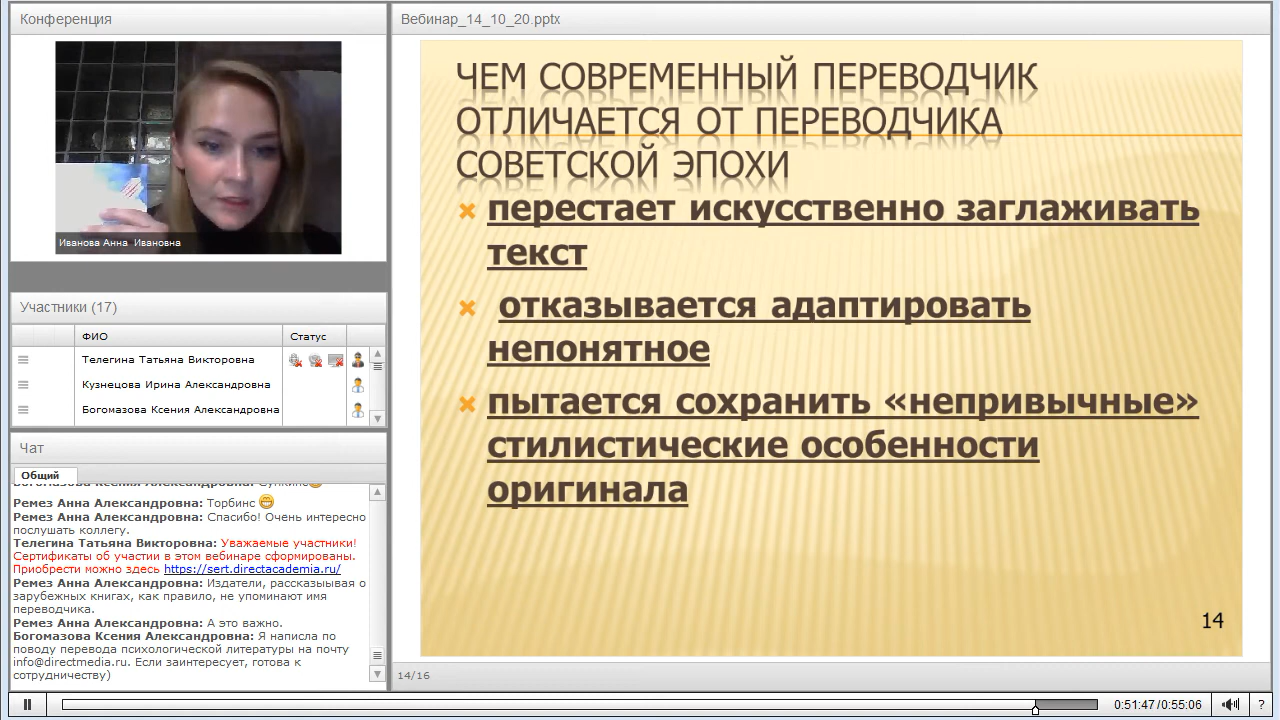 Конференция
Иванова Анна Ивановна
Участники (17)
ФИО Статус
Телегина Татьяна Викторовна
Кузнецова Ирина Александровна
Богомазова Ксения Александровна
Чат
Общий
Ремез Анна Александровна: Торбинс
Ремез Анна Александровна: Спасибо! Очень интересно
послушать коллегу.
Телегина Татьяна Викторовна: Уважаемые участники!
Сертификаты об участии в этом вебинаре сформированы.
Приобрести можно здесь https://sert.directacademia.ru/
Ремез Анна Александровна: Издатели, рассказыывая о
зарубежных книгах, как правило, не упоминают имя
переводчика.
Ремез Анна Александровна: А это важно.
Богомазова Ксения Александровна: Я написла по
поводу перевода психологической литературы на почту
info@directmedia.ru. Если заинтересует, готова к
сотрудничеству)
Вебинар_14_10_20.pptx
ЧЕМ СОВРЕМЕННЫЙ ПЕРЕВОДЧИК
ОТЛИЧАЕТСЯ ОТ ПЕРЕВОДЧИКА
СОВЕТСКОЙ ЭПОХИ
перестает искусственно заглаживать
текст
отказывается адаптировать
непонятное
пытается сохранить «непривычные»
стилистические особенности
оригинала
14
14/16
0:51:47/0:55:06
?